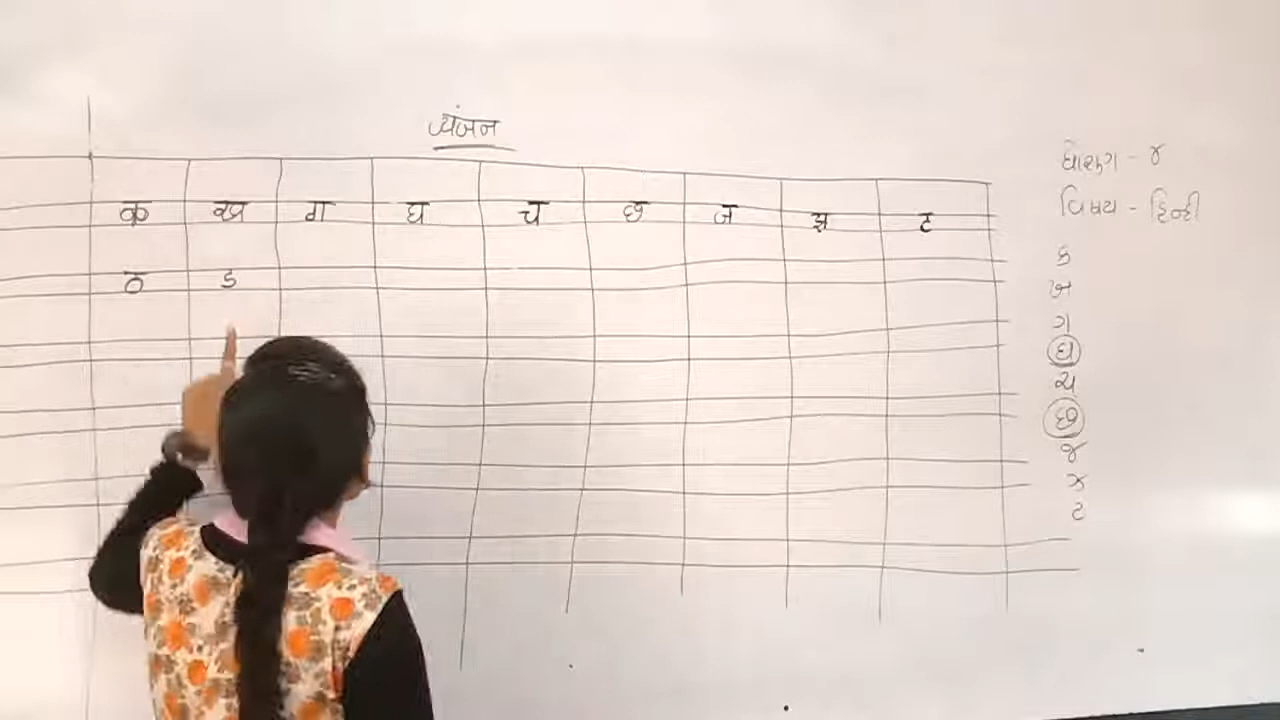 व्यंजन
क ख ग घ च छ ज झ ट
ठ ड
ધોરણ - ૪
વિષય - હિન્દી
ક
ખ
ગ
ઘ
ચ
છ
જ
ઝ
ટ